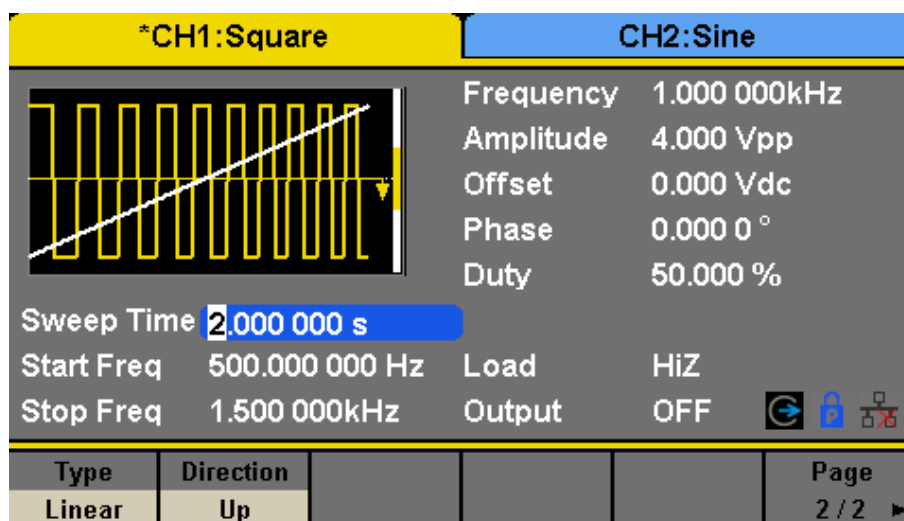 *CH1:Square
CH2:Sine
Frequency 1.000 000kHz
Amplitude 4.000 Vpp
Offset 0.000 Vdc
Phase 0.000 0 °
Duty 50.000 %
Sweep Time 2.000 000 s
Start Freq 500.000 000 Hz Load HiZ
Stop Freq 1.500 000kHz Output OFF P
Type Direction Page
Linear Up 2 / 2